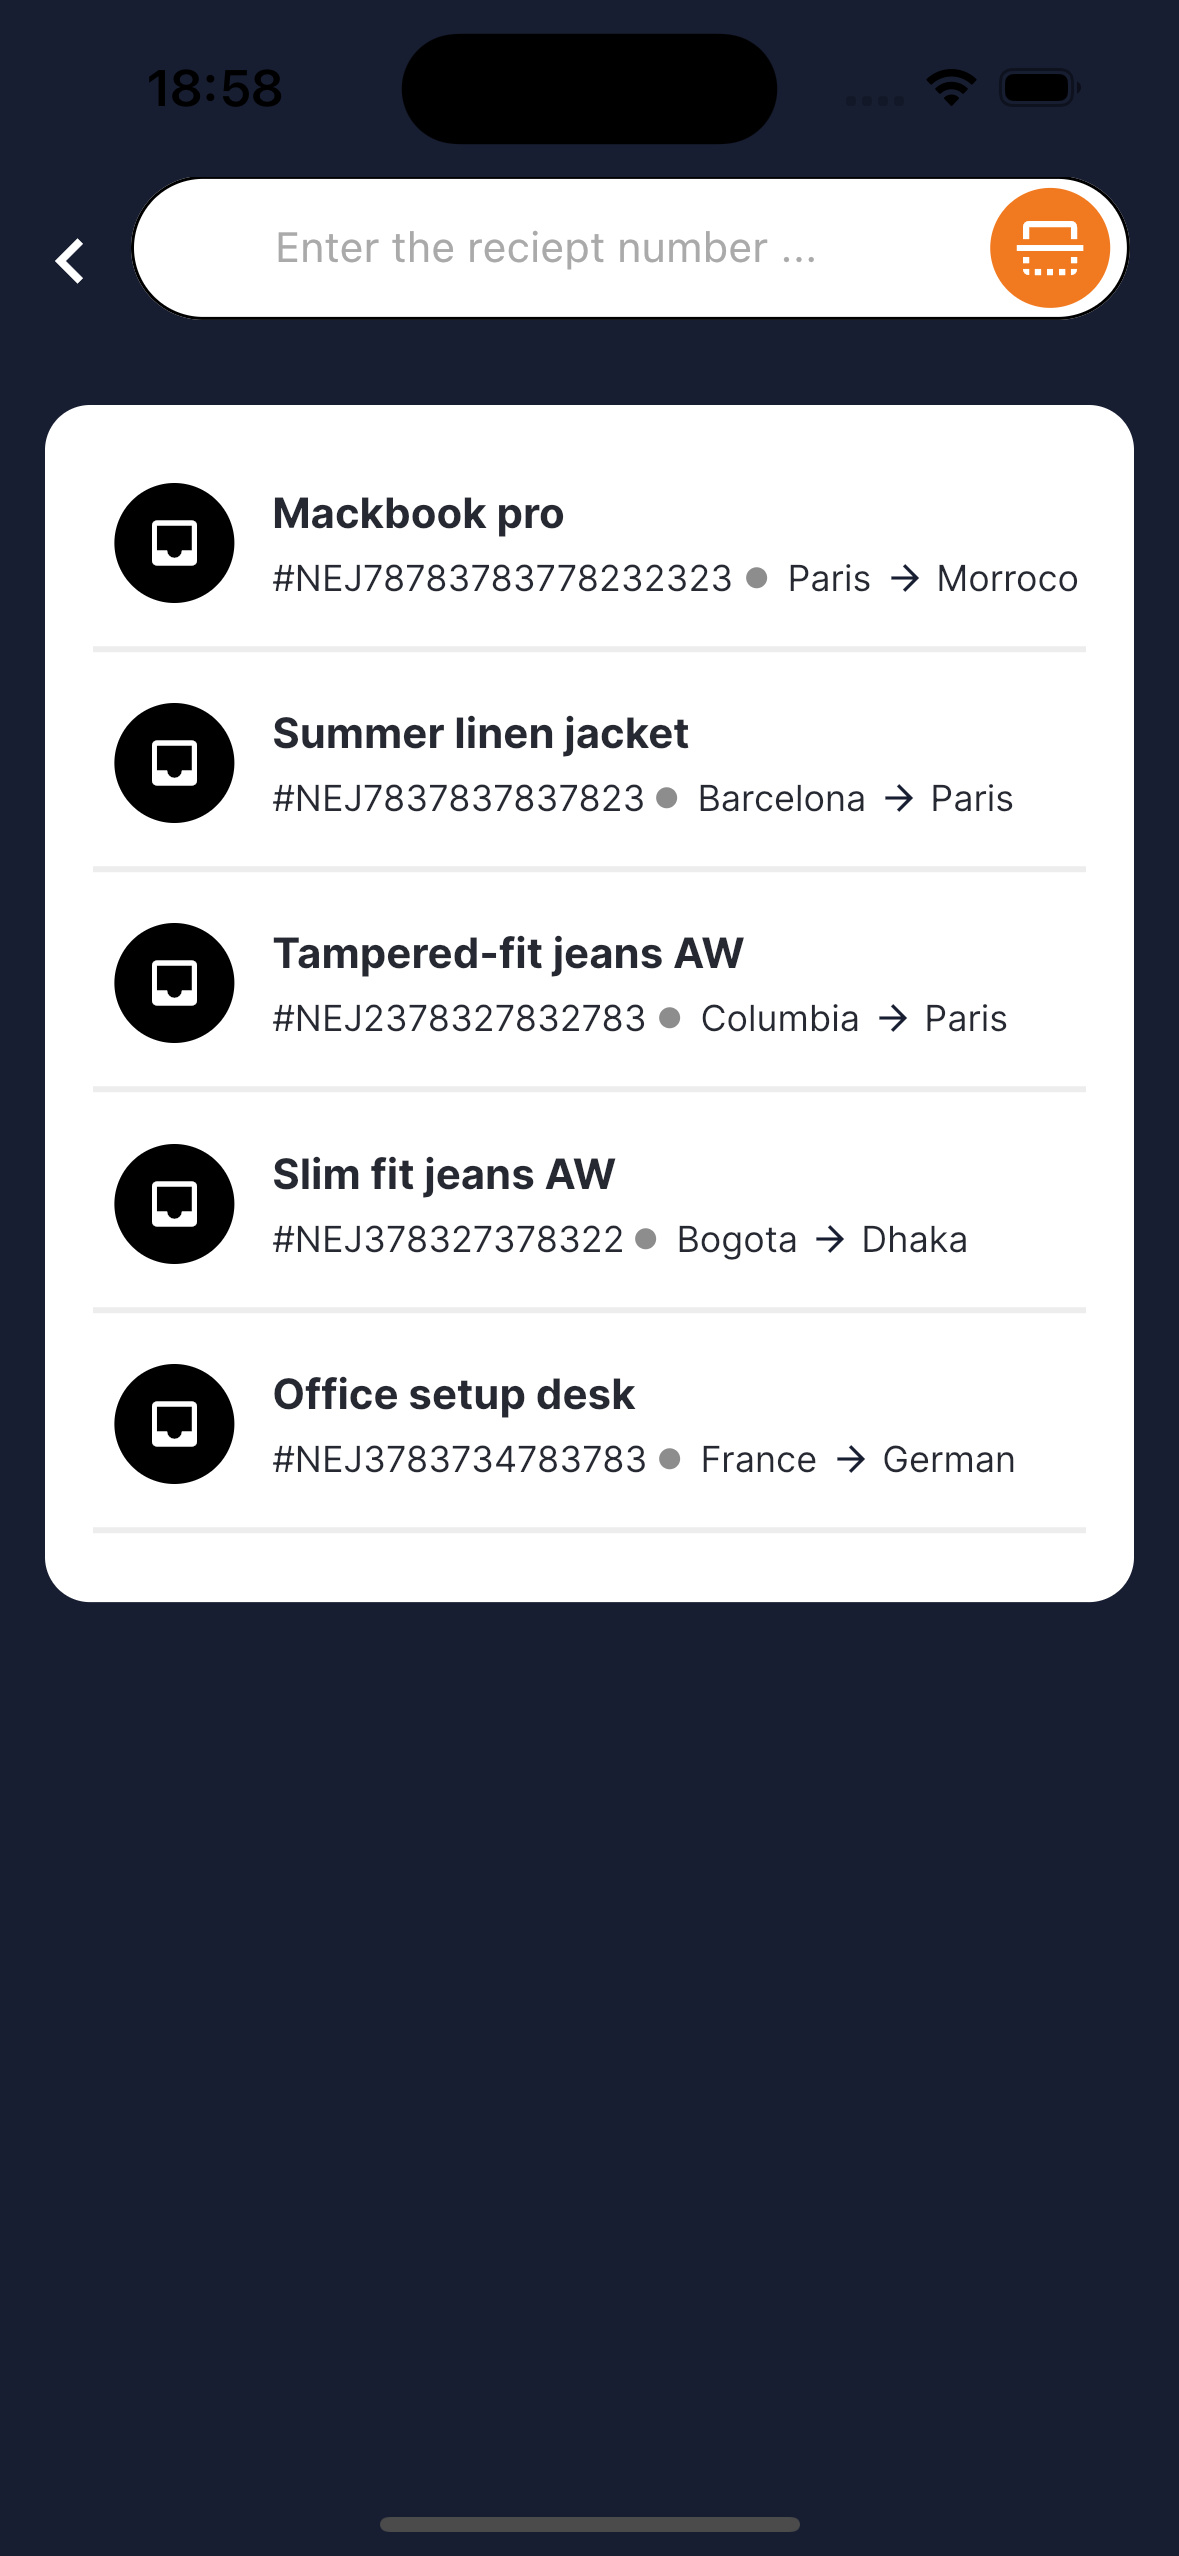 18:58
Enter the reciept number ...
Mackbook pro
#NEJ78783783778232323 ● Paris → Morroco
Summer linen jacket
#NEJ7837837837823 ● Barcelona → Paris
Tampered-fit jeans AW
#NEJ2378327832783 ● Columbia → Paris
Slim fit jeans AW
#NEJ378327378322 ● Bogota → Dhaka
Office setup desk
#NEJ3783734783783 ● France → German